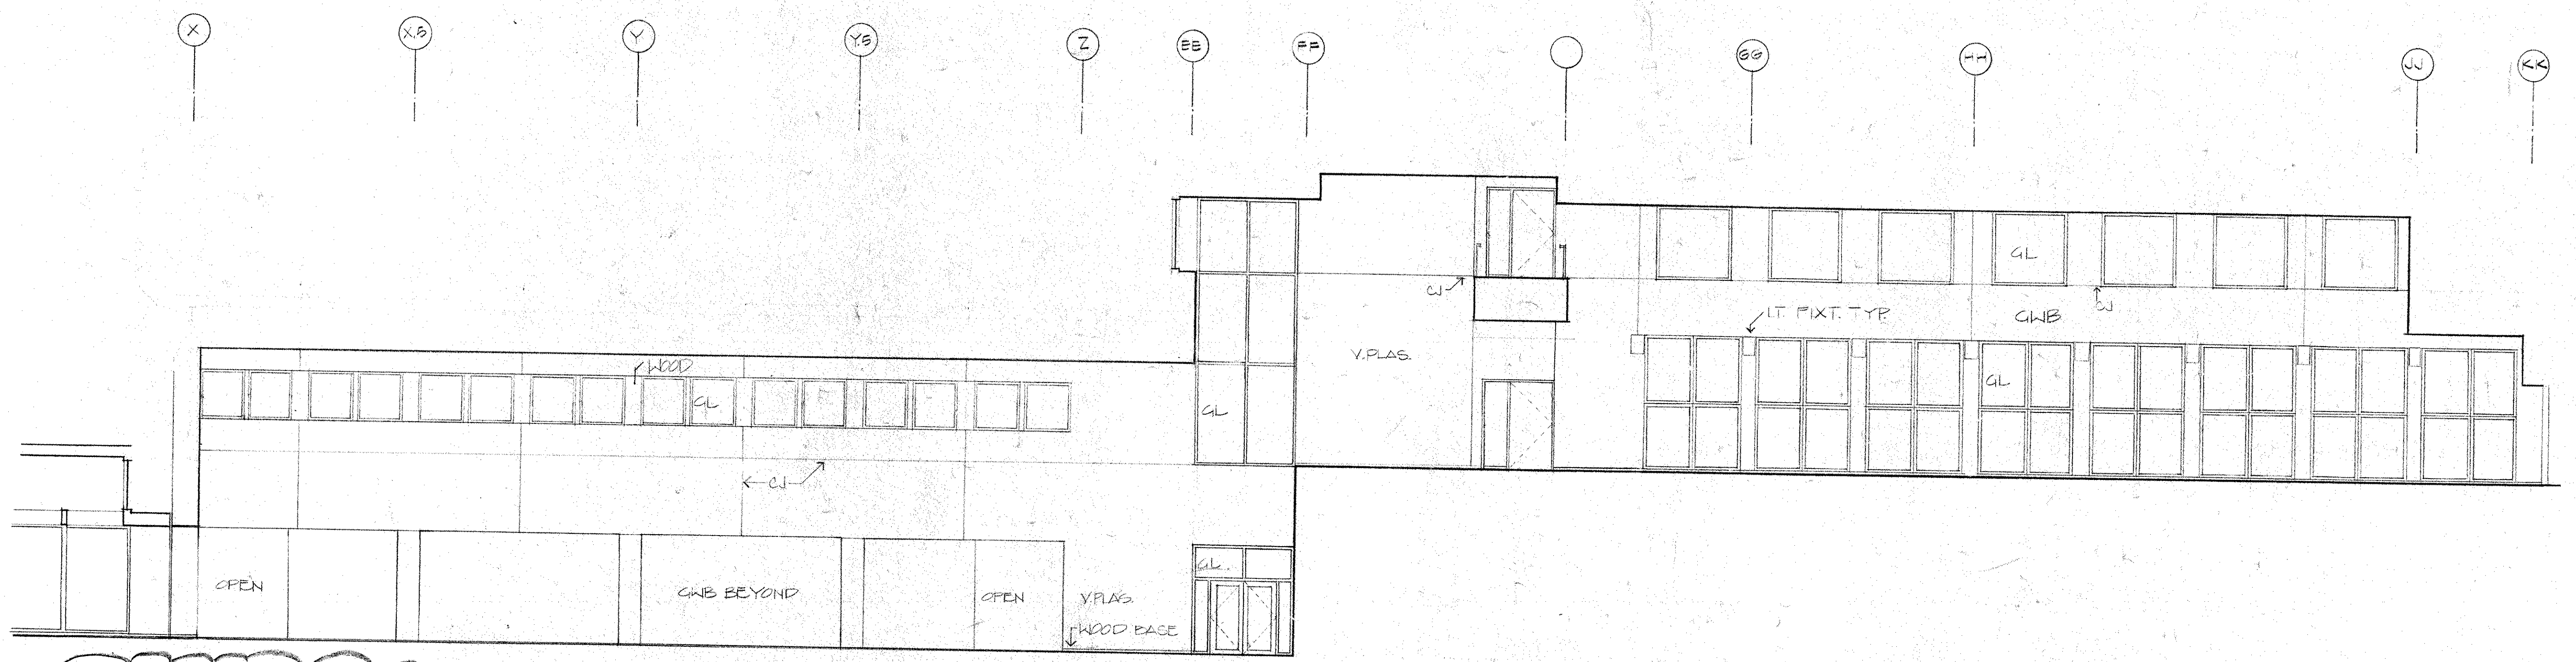 X
X.5
Y
Y.5
Z
EE
FF
GG
HH
JJ
KK
GL
CJ
CJ
I.T. FIXT. TYP.
GWB
V.PLAS.
WOOD
GL
GL
GL
CJ
GL.
OPEN
GWB BEYOND
OPEN
V.PLAS.
WOOD BASE